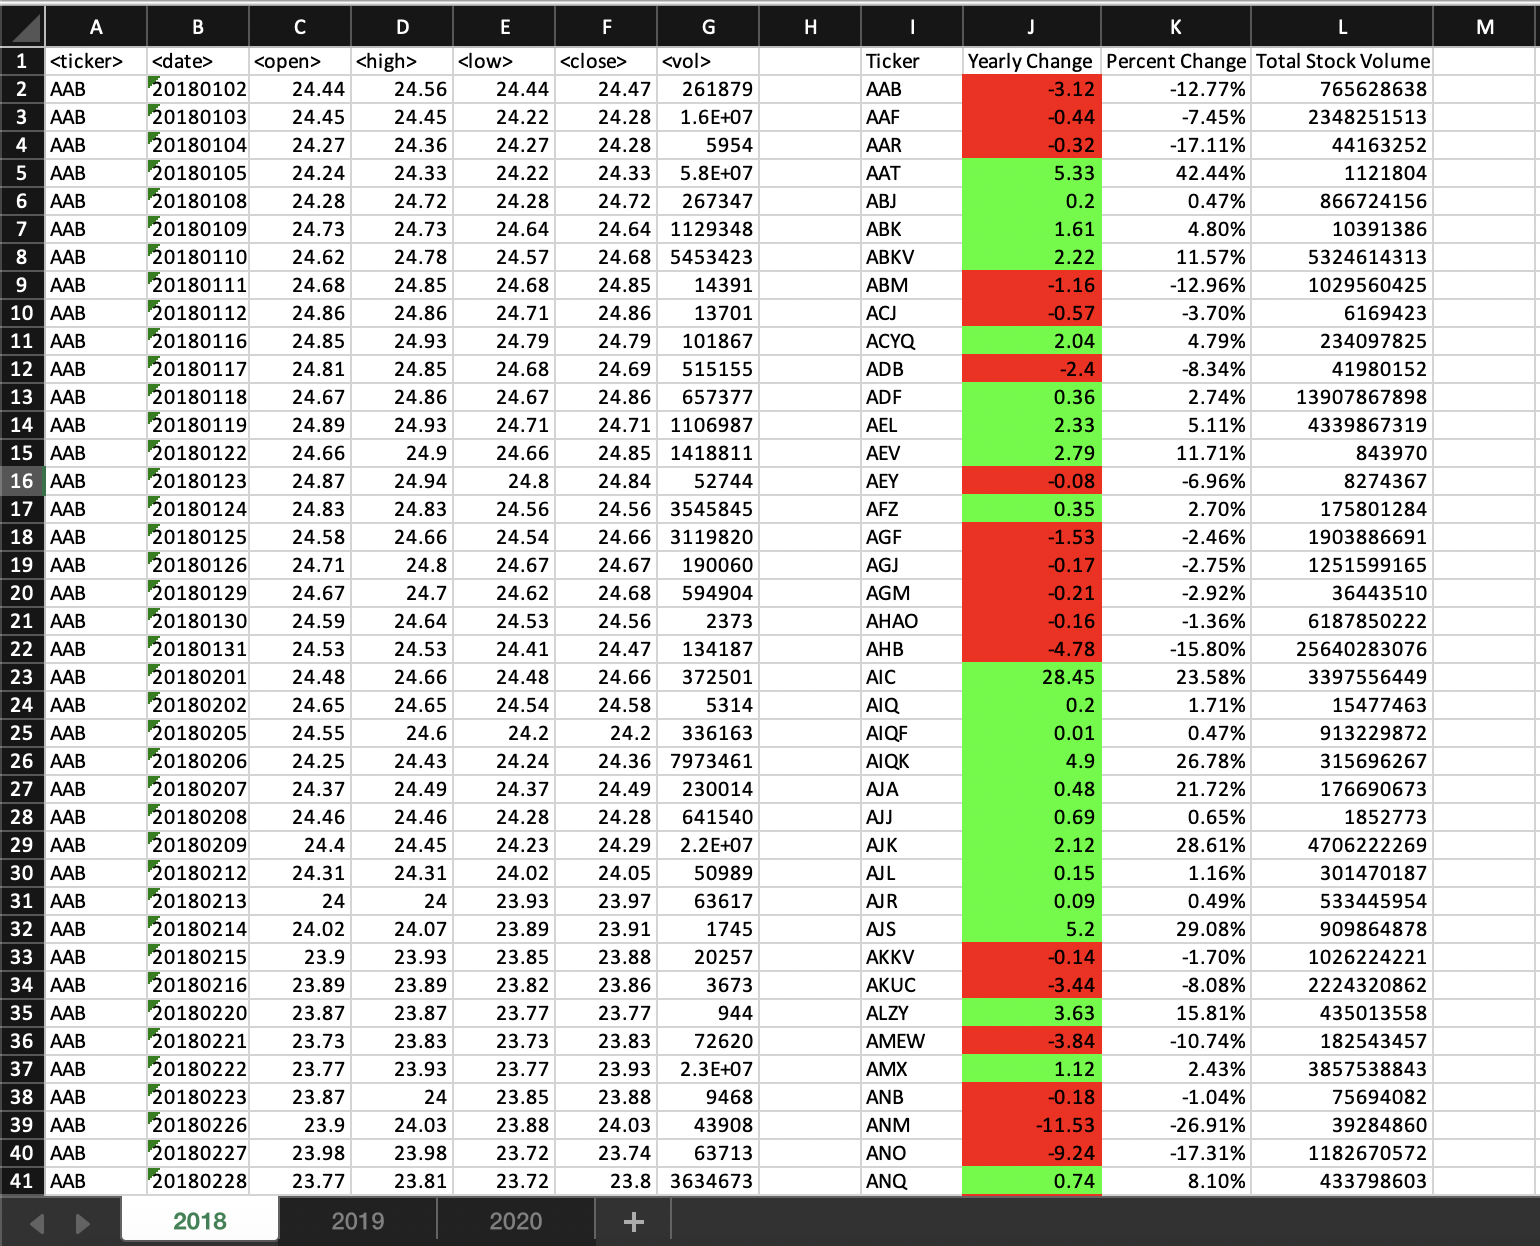 A B C D E F G H I J K L M
1 <ticker> <date> <open> <high> <low> <close> <vol> Ticker Yearly Change Percent Change Total Stock Volume
2 AAB 20180102 24.44 24.56 24.44 24.47 261879 AAB -3.12 -12.77% 765628638
3 AAB 20180103 24.45 24.45 24.22 24.28 1.6E+07 AAF -0.44 -7.45% 2348251513
4 AAB 20180104 24.27 24.36 24.27 24.28 5954 AAR -0.32 -17.11% 44163252
5 AAB 20180105 24.24 24.33 24.22 24.33 5.8E+07 AAT 5.33 42.44% 1121804
6 AAB 20180108 24.28 24.72 24.28 24.72 267347 ABJ 0.2 0.47% 866724156
7 AAB 20180109 24.73 24.73 24.64 24.64 1129348 ABK 1.61 4.80% 10391386
8 AAB 20180110 24.62 24.78 24.57 24.68 5453423 ABKV 2.22 11.57% 5324614313
9 AAB 20180111 24.68 24.85 24.68 24.85 14391 ABM -1.16 -12.96% 1029560425
10 AAB 20180112 24.86 24.86 24.71 24.86 13701 ACJ -0.57 -3.70% 6169423
11 AAB 20180116 24.85 24.93 24.79 24.79 101867 ACYQ 2.04 4.79% 234097825
12 AAB 20180117 24.81 24.85 24.68 24.69 515155 ADB -2.4 -8.34% 41980152
13 AAB 20180118 24.67 24.86 24.67 24.86 657377 ADF 0.36 2.74% 13907867898
14 AAB 20180119 24.89 24.93 24.71 24.71 1106987 AEL 2.33 5.11% 4339867319
15 AAB 20180122 24.66 24.9 24.66 24.85 1418811 AEV 2.79 11.71% 843970
16 AAB 20180123 24.87 24.94 24.8 24.84 52744 AEY -0.08 -6.96% 8274367
17 AAB 20180124 24.83 24.83 24.56 24.56 3545845 AFZ 0.35 2.70% 175801284
18 AAB 20180125 24.58 24.66 24.54 24.66 3119820 AGF -1.53 -2.46% 1903886691
19 AAB 20180126 24.71 24.8 24.67 24.67 190060 AGJ -0.17 -2.75% 1251599165
20 AAB 20180129 24.67 24.7 24.62 24.68 594904 AGM -0.21 -2.92% 36443510
21 AAB 20180130 24.59 24.64 24.53 24.56 2373 AHAO -0.16 -1.36% 6187850222
22 AAB 20180131 24.53 24.53 24.41 24.47 134187 AHB -4.78 -15.80% 25640283076
23 AAB 20180201 24.48 24.66 24.48 24.66 372501 AIC 28.45 23.58% 3397556449
24 AAB 20180202 24.65 24.65 24.54 24.58 5314 AIQ 0.2 1.71% 15477463
25 AAB 20180205 24.55 24.6 24.2 24.2 336163 AIQF 0.01 0.47% 913229872
26 AAB 20180206 24.25 24.43 24.24 24.36 7973461 AIQK 4.9 26.78% 315696267
27 AAB 20180207 24.37 24.49 24.37 24.49 230014 AJA 0.48 21.72% 176690673
28 AAB 20180208 24.46 24.46 24.28 24.28 641540 AJJ 0.69 0.65% 1852773
29 AAB 20180209 24.4 24.45 24.23 24.29 2.2E+07 AJK 2.12 28.61% 4706222269
30 AAB 20180212 24.31 24.31 24.02 24.05 50989 AJL 0.15 1.16% 301470187
31 AAB 20180213 24 24 23.93 23.97 63617 AJR 0.09 0.49% 533445954
32 AAB 20180214 24.02 24.07 23.89 23.91 1745 AJS 5.2 29.08% 909864878
33 AAB 20180215 23.9 23.93 23.85 23.88 20257 AKKV -0.14 -1.70% 1026224221
34 AAB 20180216 23.89 23.89 23.82 23.86 3673 AKUC -3.44 -8.08% 2224320862
35 AAB 20180220 23.87 23.87 23.77 23.77 944 ALZY 3.63 15.81% 435013558
36 AAB 20180221 23.73 23.83 23.73 23.83 72620 AMEW -3.84 -10.74% 182543457
37 AAB 20180222 23.77 23.93 23.77 23.93 2.3E+07 AMX 1.12 2.43% 3857538843
38 AAB 20180223 23.87 24 23.85 23.88 9468 ANB -0.18 -1.04% 75694082
39 AAB 20180226 23.9 24.03 23.88 24.03 43908 ANM -11.53 -26.91% 39284860
40 AAB 20180227 23.98 23.98 23.72 23.74 63713 ANO -9.24 -17.31% 1182670572
41 AAB 20180228 23.77 23.81 23.72 23.8 3634673 ANQ 0.74 8.10% 433798603
2018 2019 2020 +